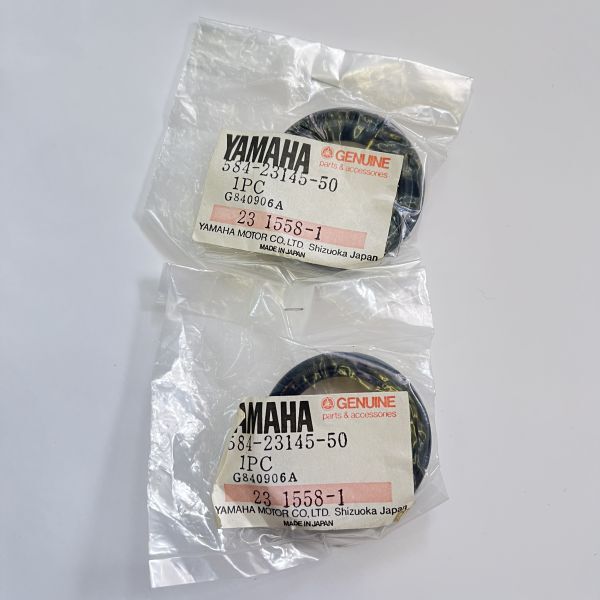 YAMAHA GENUINE
parts & accessories
584-23145-50
1PC
G840906A
23 1558-1
YAMAHA MOTOR CO., LTD. Shizuoka Japan
MADE IN JAPAN
YAMAHA GENUINE
parts & accessories
584-23145-50
1PC
G840906A
23 1558-1
YAMAHA MOTOR CO., LTD. Shizuoka Japan
MADE IN JAPAN